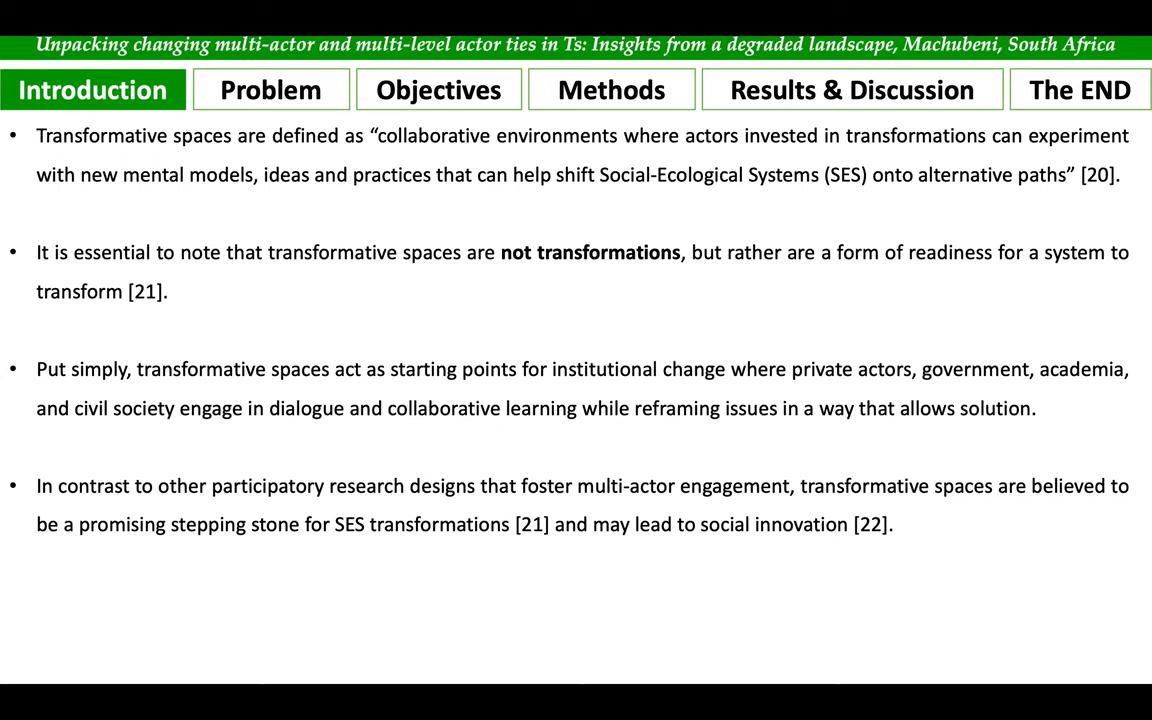 Unpacking changing multi-actor and multi-level actor ties in Ts: Insights from a degraded landscape, Machubeni, South Africa
Introduction Problem Objectives Methods Results & Discussion The END
• Transformative spaces are defined as “collaborative environments where actors invested in transformations can experiment
with new mental models, ideas and practices that can help shift Social-Ecological Systems (SES) onto alternative paths” [20].
• It is essential to note that transformative spaces are not transformations, but rather are a form of readiness for a system to
transform [21].
• Put simply, transformative spaces act as starting points for institutional change where private actors, government, academia,
and civil society engage in dialogue and collaborative learning while reframing issues in a way that allows solution.
• In contrast to other participatory research designs that foster multi-actor engagement, transformative spaces are believed to
be a promising stepping stone for SES transformations [21] and may lead to social innovation [22].